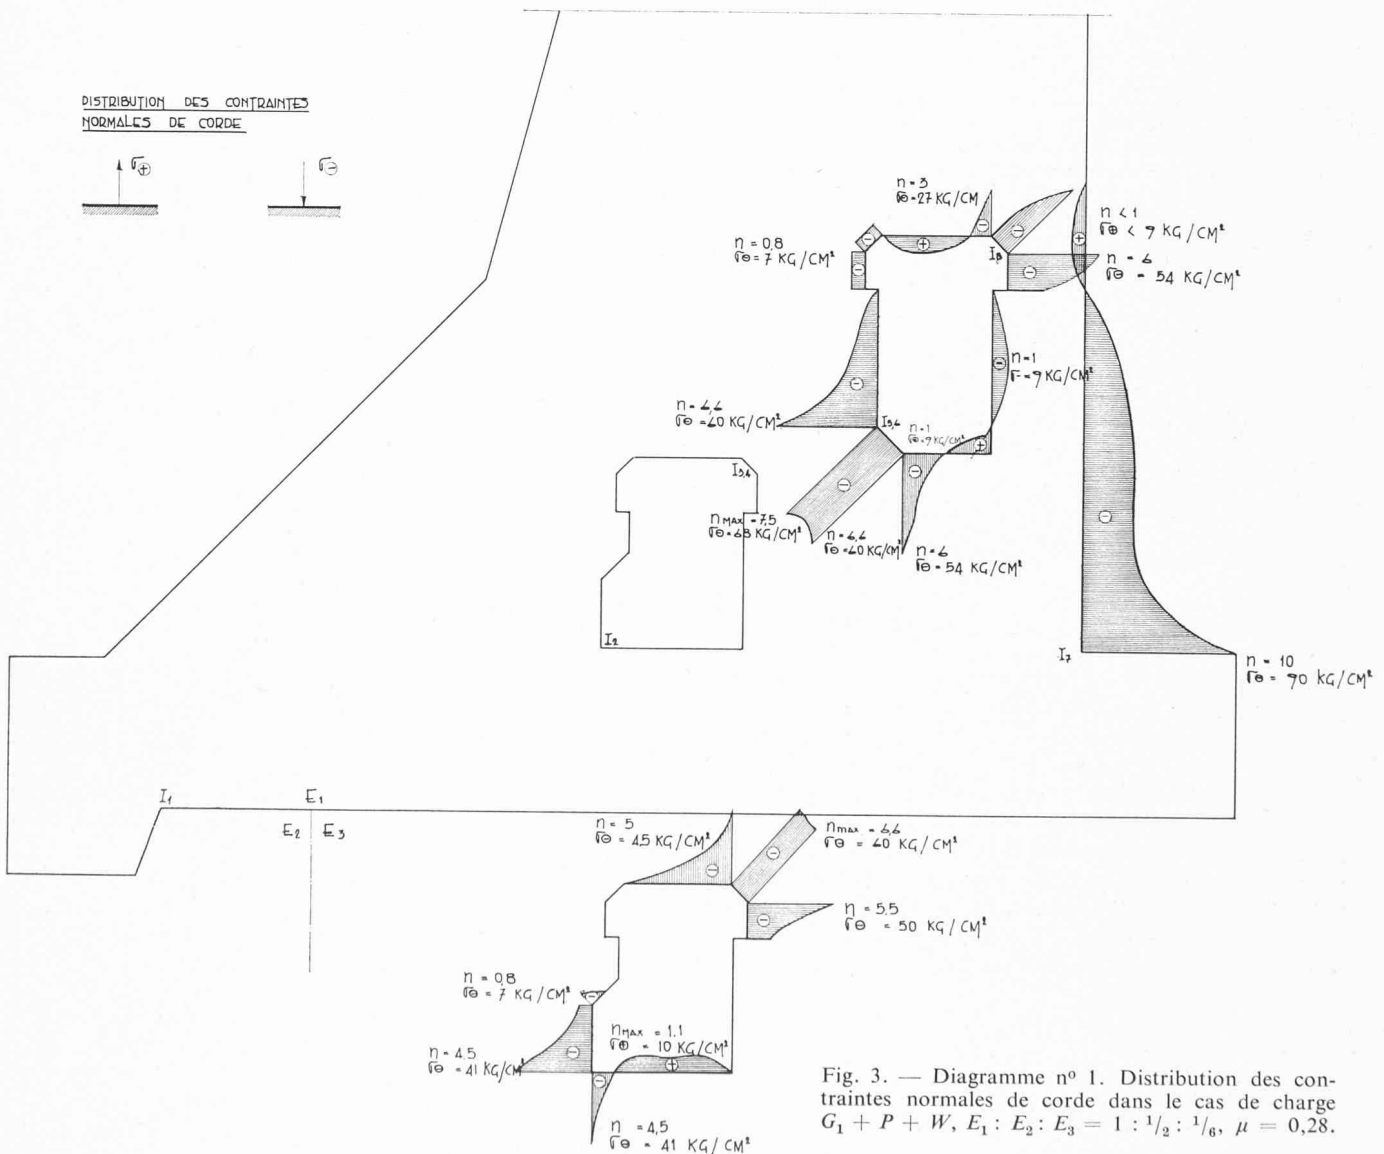 DISTRIBUTION DES CONTRAINTES
NORMALES DE CORDE
σ⊕
σ⊖
n = 3
σ⊖ = 27 KG/CM
n < 1
σ⊕ < 9 KG/CM²
n = 0,8
σ⊖ = 7 KG/CM²
I8
n = 6
σ⊖ = 54 KG/CM²
n = 1
σ = 9 KG/CM²
n = 4,4
σ⊖ = 40 KG/CM²
I5,6
n = 1
σ⊖ = 9 KG/CM²
I3,4
n MAX = 7,5
σ⊖ = 68 KG/CM²
n = 4,4
σ⊖ = 40 KG/CM²
n = 6
σ⊖ = 54 KG/CM²
I2
I7
n = 10
σ⊖ = 90 KG/CM²
I1
E1
E2
E3
n = 5
σ⊖ = 45 KG/CM²
n max = 4,4
σ⊖ = 40 KG/CM²
n = 5,5
σ⊖ = 50 KG/CM²
n = 0,8
σ⊖ = 7 KG/CM²
n MAX = 1,1
σ⊕ = 10 KG/CM²
n = 4,5
σ⊖ = 41 KG/CM²
n = 4,5
σ⊖ = 41 KG/CM²
Fig. 3. — Diagramme nº 1. Distribution des con-
traintes normales de corde dans le cas de charge
G₁ + P + W, E₁ : E₂ : E₃ = 1 : 1/2 : 1/6, μ = 0,28.